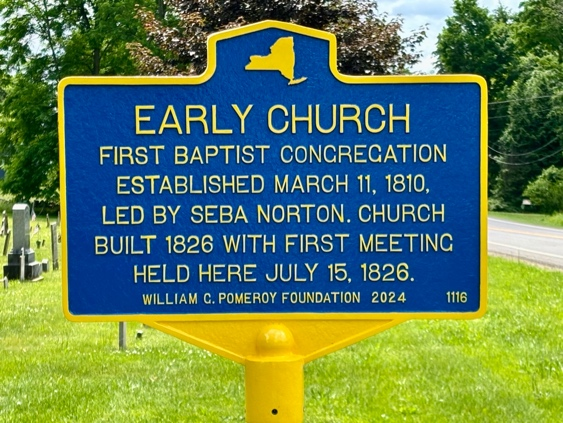 EARLY CHURCH
FIRST BAPTIST CONGREGATION
ESTABLISHED MARCH 11, 1810,
LED BY SEBA NORTON. CHURCH
BUILT 1826 WITH FIRST MEETING
HELD HERE JULY 15, 1826.
WILLIAM C. POMEROY FOUNDATION 2024 1116